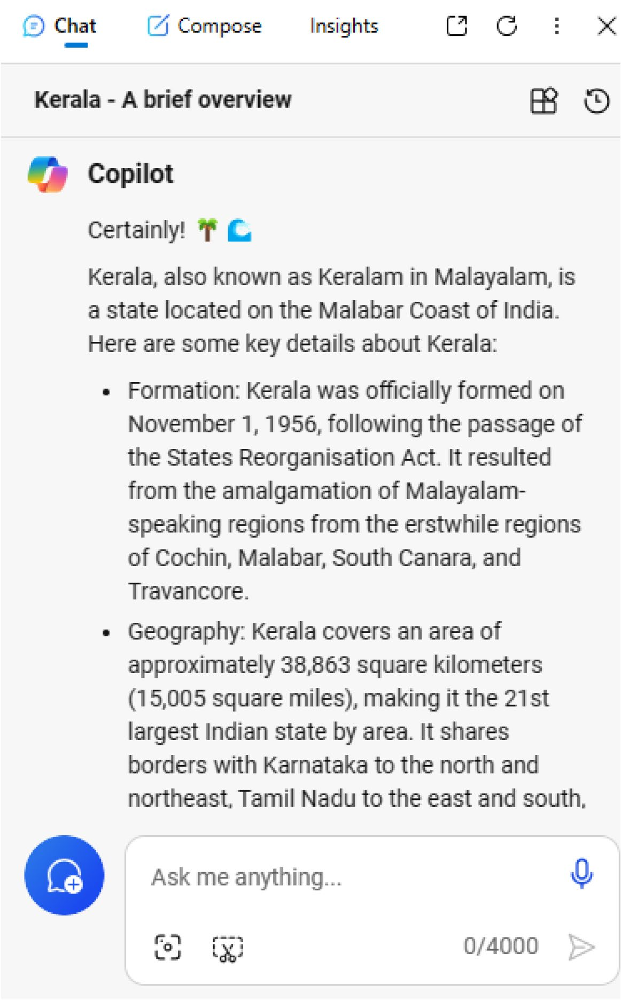 Chat Compose Insights
Kerala - A brief overview
Copilot
Certainly! 🌴 🌊
Kerala, also known as Keralam in Malayalam, is
a state located on the Malabar Coast of India.
Here are some key details about Kerala:
• Formation: Kerala was officially formed on
November 1, 1956, following the passage of
the States Reorganisation Act. It resulted
from the amalgamation of Malayalam-
speaking regions from the erstwhile regions
of Cochin, Malabar, South Canara, and
Travancore.
• Geography: Kerala covers an area of
approximately 38,863 square kilometers
(15,005 square miles), making it the 21st
largest Indian state by area. It shares
borders with Karnataka to the north and
northeast, Tamil Nadu to the east and south,
Ask me anything...
0/4000